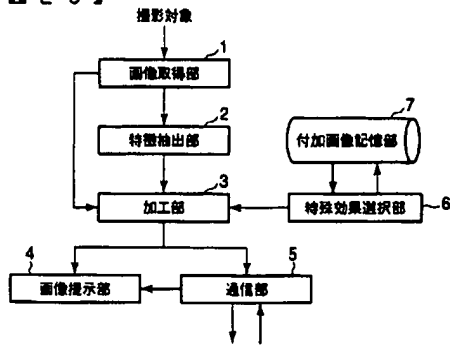 撮影対象
1
画像取得部
2
特徴抽出部
7
付加画像記憶部
3
加工部
特殊効果選択部
6
4
画像提示部
5
通信部